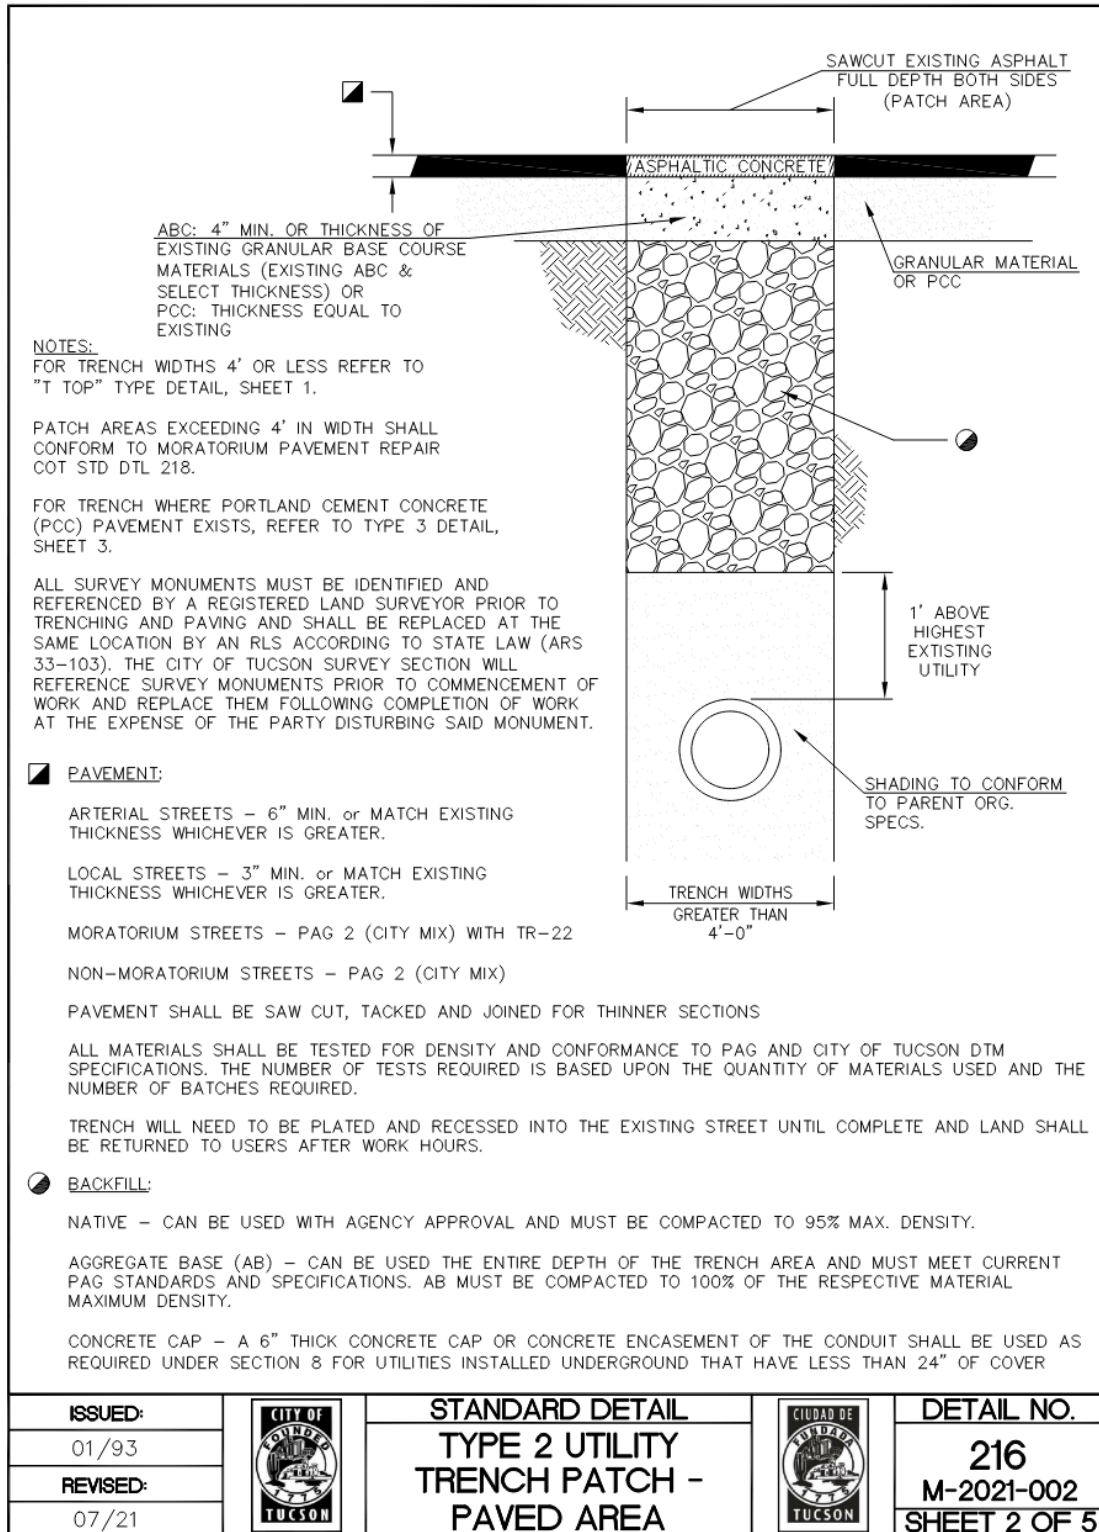 SAWCUT EXISTING ASPHALT
FULL DEPTH BOTH SIDES
(PATCH AREA)
ASPHALTIC CONCRETE
ABC: 4" MIN. OR THICKNESS OF
EXISTING GRANULAR BASE COURSE
MATERIALS (EXISTING ABC &
SELECT THICKNESS) OR
PCC: THICKNESS EQUAL TO
EXISTING
GRANULAR MATERIAL
OR PCC
NOTES:
FOR TRENCH WIDTHS 4' OR LESS REFER TO
"T TOP" TYPE DETAIL, SHEET 1.
PATCH AREAS EXCEEDING 4' IN WIDTH SHALL
CONFORM TO MORATORIUM PAVEMENT REPAIR
COT STD DTL 218.
FOR TRENCH WHERE PORTLAND CEMENT CONCRETE
(PCC) PAVEMENT EXISTS, REFER TO TYPE 3 DETAIL,
SHEET 3.
ALL SURVEY MONUMENTS MUST BE IDENTIFIED AND
REFERENCED BY A REGISTERED LAND SURVEYOR PRIOR TO
TRENCHING AND PAVING AND SHALL BE REPLACED AT THE
SAME LOCATION BY AN RLS ACCORDING TO STATE LAW (ARS
33-103). THE CITY OF TUCSON SURVEY SECTION WILL
REFERENCE SURVEY MONUMENTS PRIOR TO COMMENCEMENT OF
WORK AND REPLACE THEM FOLLOWING COMPLETION OF WORK
AT THE EXPENSE OF THE PARTY DISTURBING SAID MONUMENT.
1' ABOVE
HIGHEST
EXTISTING
UTILITY
SHADING TO CONFORM
TO PARENT ORG.
SPECS.
TRENCH WIDTHS
GREATER THAN
4'-0"
PAVEMENT:
ARTERIAL STREETS - 6" MIN. or MATCH EXISTING
THICKNESS WHICHEVER IS GREATER.
LOCAL STREETS - 3" MIN. or MATCH EXISTING
THICKNESS WHICHEVER IS GREATER.
MORATORIUM STREETS - PAG 2 (CITY MIX) WITH TR-22
NON-MORATORIUM STREETS - PAG 2 (CITY MIX)
PAVEMENT SHALL BE SAW CUT, TACKED AND JOINED FOR THINNER SECTIONS
ALL MATERIALS SHALL BE TESTED FOR DENSITY AND CONFORMANCE TO PAG AND CITY OF TUCSON DTM
SPECIFICATIONS. THE NUMBER OF TESTS REQUIRED IS BASED UPON THE QUANTITY OF MATERIALS USED AND THE
NUMBER OF BATCHES REQUIRED.
TRENCH WILL NEED TO BE PLATED AND RECESSED INTO THE EXISTING STREET UNTIL COMPLETE AND LAND SHALL
BE RETURNED TO USERS AFTER WORK HOURS.
BACKFILL:
NATIVE - CAN BE USED WITH AGENCY APPROVAL AND MUST BE COMPACTED TO 95% MAX. DENSITY.
AGGREGATE BASE (AB) - CAN BE USED THE ENTIRE DEPTH OF THE TRENCH AREA AND MUST MEET CURRENT
PAG STANDARDS AND SPECIFICATIONS. AB MUST BE COMPACTED TO 100% OF THE RESPECTIVE MATERIAL
MAXIMUM DENSITY.
CONCRETE CAP - A 6" THICK CONCRETE CAP OR CONCRETE ENCASEMENT OF THE CONDUIT SHALL BE USED AS
REQUIRED UNDER SECTION 8 FOR UTILITIES INSTALLED UNDERGROUND THAT HAVE LESS THAN 24" OF COVER
ISSUED:
01/93
REVISED:
07/21
CITY OF
FOUNDED
1775
TUCSON
STANDARD DETAIL
TYPE 2 UTILITY
TRENCH PATCH -
PAVED AREA
CIUDAD DE
FUNDADA
1775
TUCSON
DETAIL NO.
216
M-2021-002
SHEET 2 OF 5